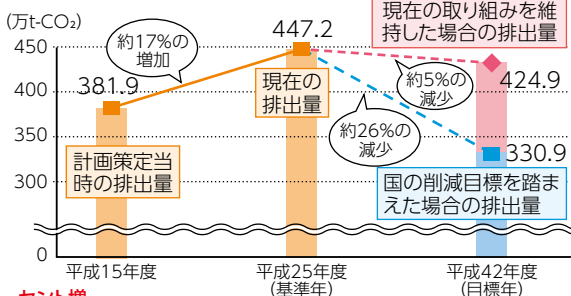 (万t-CO₂)
450
400
350
300
0
381.9
約17%の
増加
447.2
現在の
排出量
計画策定当
時の排出量
現在の取り組みを維
持した場合の排出量
約5%の
減少
424.9
約26%の
減少
330.9
国の削減目標を踏ま
えた場合の排出量
平成15年度
平成25年度
(基準年)
平成42年度
(目標年)
セント増